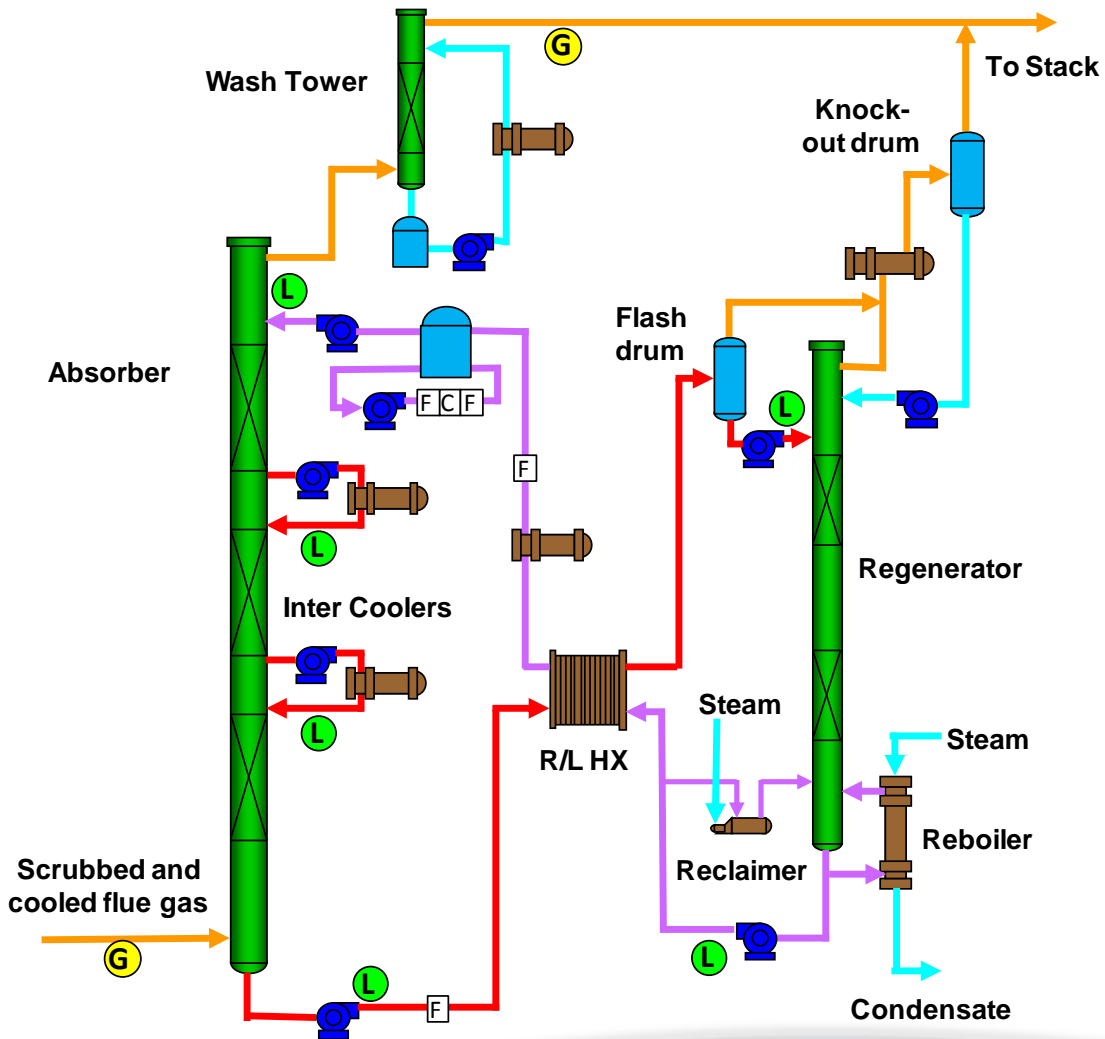 G
To Stack
Wash Tower
Knock-
out drum
L
Flash
drum
Absorber
F C F
L
F
L
Regenerator
Inter Coolers
Steam
Steam
L
R/L HX
Reboiler
Scrubbed and
cooled flue gas
Reclaimer
G
L
L
F
Condensate